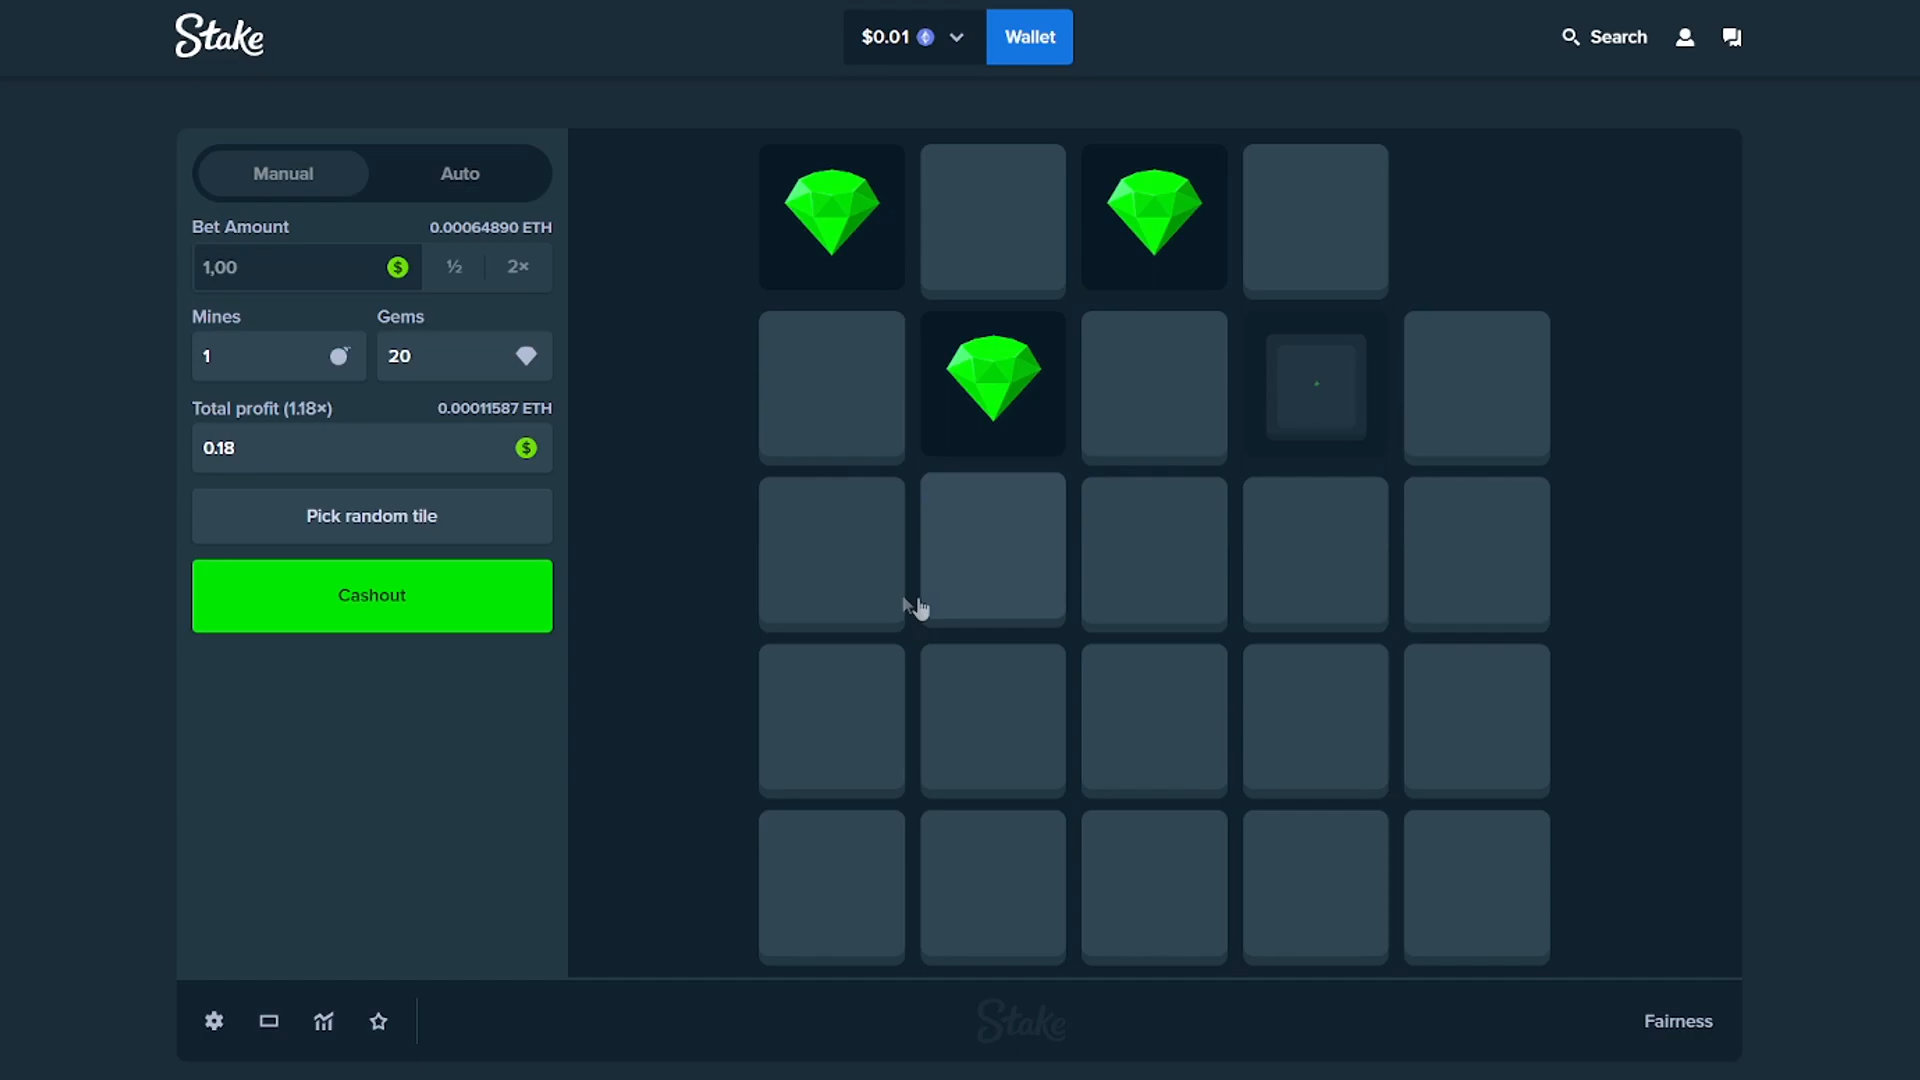 Stake
$0.01
Wallet
Search
Manual
Auto
Bet Amount
0.00064890 ETH
1,00
$
½
2×
Mines
Gems
1
20
Total profit (1.18×)
0.00011587 ETH
0.18
$
Pick random tile
Cashout
Stake
Fairness